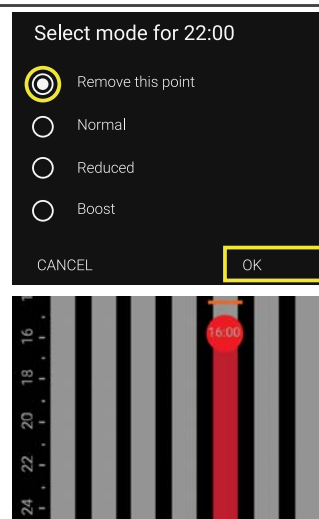 Select mode for 22:00
Remove this point
Normal
Reduced
Boost
CANCEL OK
16:00
16
18
20
22
24